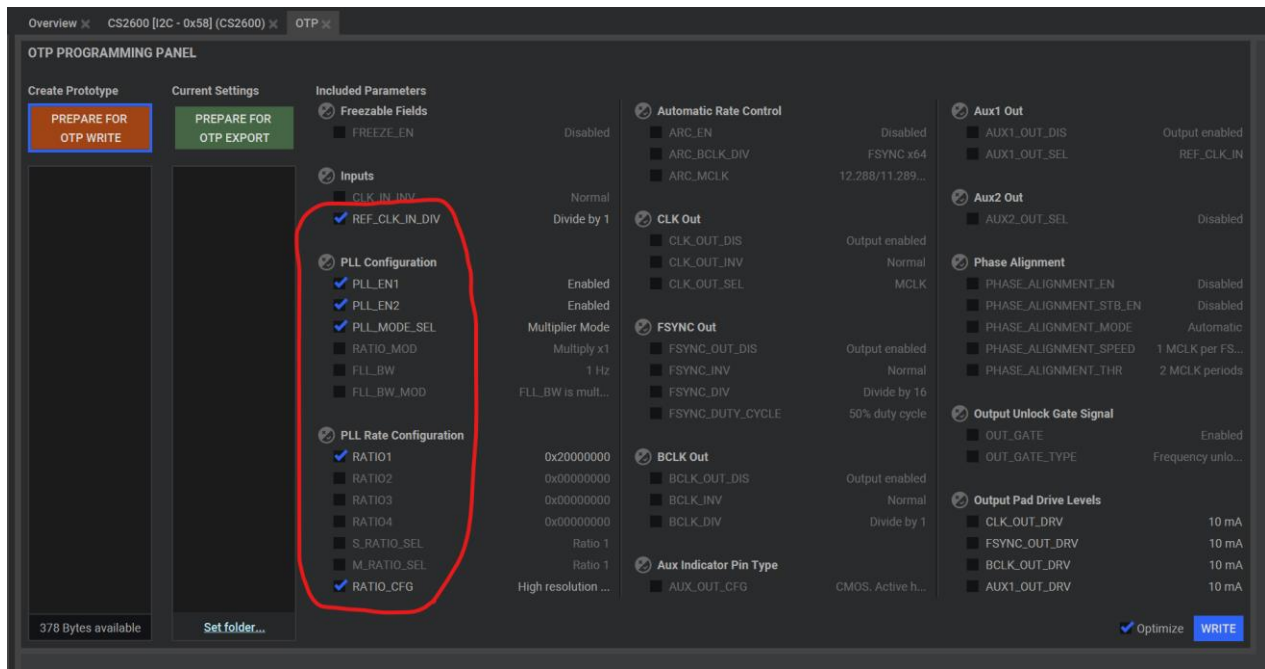 Overview CS2600 [I2C - 0x58] (CS2600) OTP
OTP PROGRAMMING PANEL
Create Prototype
PREPARE FOR
OTP WRITE
378 Bytes available
Current Settings
PREPARE FOR
OTP EXPORT
Set folder...
Included Parameters
Freezable Fields
FREEZE_EN Disabled
Inputs
CLK_IN_INV Normal
REF_CLK_IN_DIV Divide by 1
PLL Configuration
PLL_EN1 Enabled
PLL_EN2 Enabled
PLL_MODE_SEL Multiplier Mode
RATIO_MOD Multiply x1
FLL_BW 1 Hz
FLL_BW_MOD FLL_BW is mult...
PLL Rate Configuration
RATIO1 0x20000000
RATIO2 0x00000000
RATIO3 0x00000000
RATIO4 0x00000000
S_RATIO_SEL Ratio 1
M_RATIO_SEL Ratio 1
RATIO_CFG High resolution ...
Automatic Rate Control
ARC_EN Disabled
ARC_BCLK_DIV FSYNC x64
ARC_MCLK 12.288/11.289...
CLK Out
CLK_OUT_DIS Output enabled
CLK_OUT_INV Normal
CLK_OUT_SEL MCLK
FSYNC Out
FSYNC_OUT_DIS Output enabled
FSYNC_INV Normal
FSYNC_DIV Divide by 16
FSYNC_DUTY_CYCLE 50% duty cycle
BCLK Out
BCLK_OUT_DIS Output enabled
BCLK_INV Normal
BCLK_DIV Divide by 1
Aux Indicator Pin Type
AUX_OUT_CFG CMOS. Active h...
Aux1 Out
AUX1_OUT_DIS Output enabled
AUX1_OUT_SEL REF_CLK_IN
Aux2 Out
AUX2_OUT_SEL Disabled
Phase Alignment
PHASE_ALIGNMENT_EN Disabled
PHASE_ALIGNMENT_STB_EN Disabled
PHASE_ALIGNMENT_MODE Automatic
PHASE_ALIGNMENT_SPEED 1 MCLK per FS...
PHASE_ALIGNMENT_THR 2 MCLK periods
Output Unlock Gate Signal
OUT_GATE Enabled
OUT_GATE_TYPE Frequency unlo...
Output Pad Drive Levels
CLK_OUT_DRV 10 mA
FSYNC_OUT_DRV 10 mA
BCLK_OUT_DRV 10 mA
AUX1_OUT_DRV 10 mA
Optimize WRITE